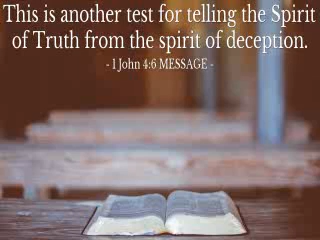 This is another test for telling the Spirit
of Truth from the spirit of deception.
- 1 John 4:6 MESSAGE -